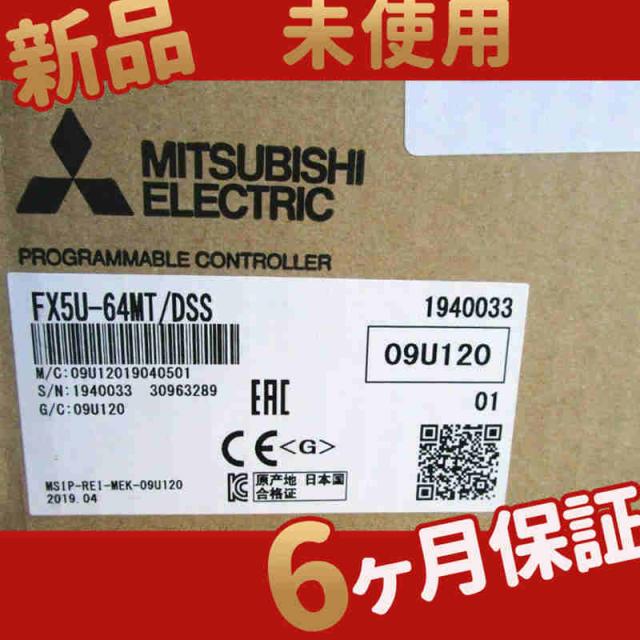 新品 未使用
MITSUBISHI
ELECTRIC
PROGRAMMABLE CONTROLLER
FX5U-64MT/DSS 1940033
M/C:09U12019040501
09U120
S/N:1940033 30963289
G/C:09U120
EAC
01
CE <G>
MSIP-REI-MEK-09U120
2019.04
原产地 日本国
合格证
6ヶ月保証